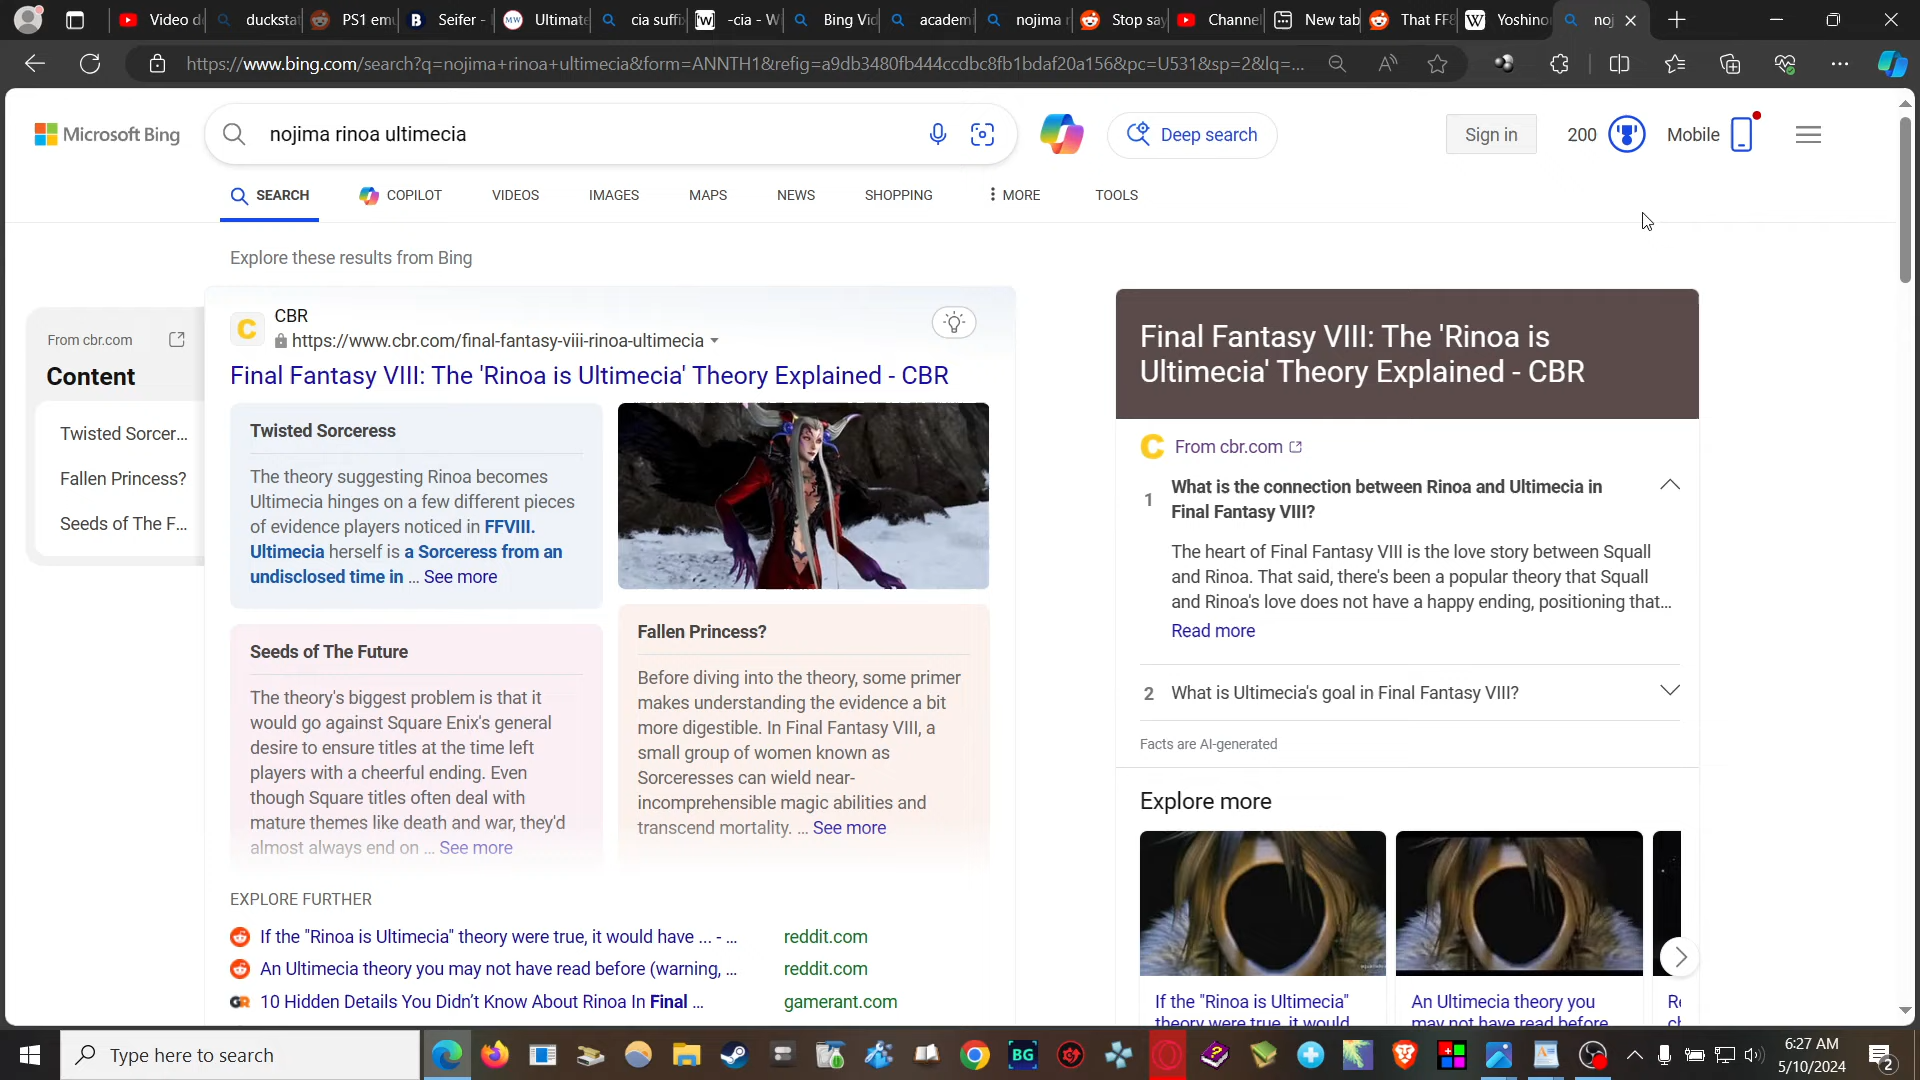 Video d
ducksta
PS1 emu
Seifer -
Ultimate
cia suffi
-cia - W
Bing Vid
academ
nojima r
Stop say
Channel
New tab
That FF8
Yoshino
noj
https://www.bing.com/search?q=nojima+rinoa+ultimecia&form=ANNTH1&refig=a9db3480fb444ccdbc8fb1bdaf20a156&pc=U531&sp=2&lq=...
Microsoft Bing
nojima rinoa ultimecia
Deep search
Sign in
200
Mobile
SEARCH
COPILOT
VIDEOS
IMAGES
MAPS
NEWS
SHOPPING
MORE
TOOLS
Explore these results from Bing
From cbr.com
Content
Twisted Sorcer...
Fallen Princess?
Seeds of The F...
CBR
https://www.cbr.com/final-fantasy-viii-rinoa-ultimecia
Final Fantasy VIII: The 'Rinoa is Ultimecia' Theory Explained - CBR
Twisted Sorceress
The theory suggesting Rinoa becomes
Ultimecia hinges on a few different pieces
of evidence players noticed in FFVIII.
Ultimecia herself is a Sorceress from an
undisclosed time in ... See more
Seeds of The Future
The theory's biggest problem is that it
would go against Square Enix's general
desire to ensure titles at the time left
players with a cheerful ending. Even
though Square titles often deal with
mature themes like death and war, they'd
almost always end on ... See more
Fallen Princess?
Before diving into the theory, some primer
makes understanding the evidence a bit
more digestible. In Final Fantasy VIII, a
small group of women known as
Sorceresses can wield near-
incomprehensible magic abilities and
transcend mortality. ... See more
EXPLORE FURTHER
If the "Rinoa is Ultimecia" theory were true, it would have ... - ...
reddit.com
An Ultimecia theory you may not have read before (warning, ...
reddit.com
10 Hidden Details You Didn't Know About Rinoa In Final ...
gamerant.com
Final Fantasy VIII: The 'Rinoa is
Ultimecia' Theory Explained - CBR
From cbr.com
1 What is the connection between Rinoa and Ultimecia in
Final Fantasy VIII?
The heart of Final Fantasy VIII is the love story between Squall
and Rinoa. That said, there's been a popular theory that Squall
and Rinoa's love does not have a happy ending, positioning that...
Read more
2 What is Ultimecia's goal in Final Fantasy VIII?
Facts are AI-generated
Explore more
If the "Rinoa is Ultimecia"
theory were true, it would
An Ultimecia theory you
may not have read before
Type here to search
BG
6:27 AM
5/10/2024
2